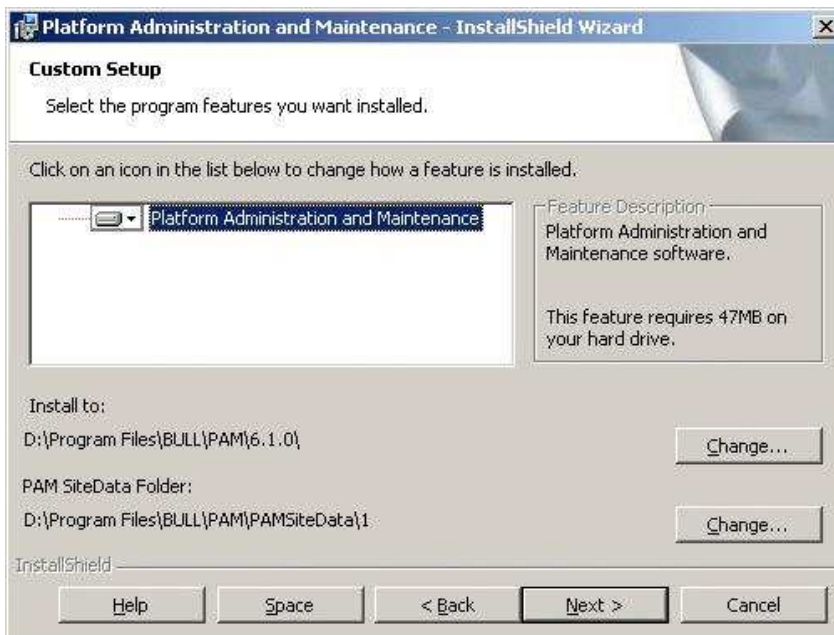 Platform Administration and Maintenance - InstallShield Wizard
Custom Setup
Select the program features you want installed.
Click on an icon in the list below to change how a feature is installed.
Platform Administration and Maintenance
Feature Description
Platform Administration and
Maintenance software.
This feature requires 47MB on
your hard drive.
Install to:
D:\Program Files\BULL\PAM\6.1.0\
Change...
PAM SiteData Folder:
D:\Program Files\BULL\PAM\PAMSiteData\1
Change...
InstallShield
Help
Space
< Back
Next >
Cancel